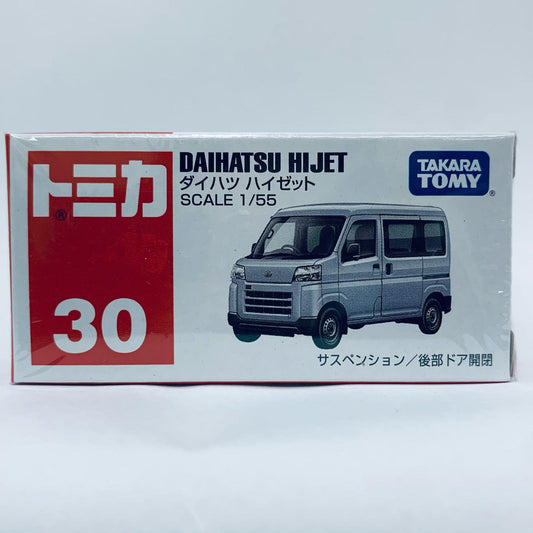 トミカ®
30
DAIHATSU HIJET
ダイハツ ハイゼット
SCALE 1/55
TAKARA
TOMY®
サスペンション／後部ドア開閉